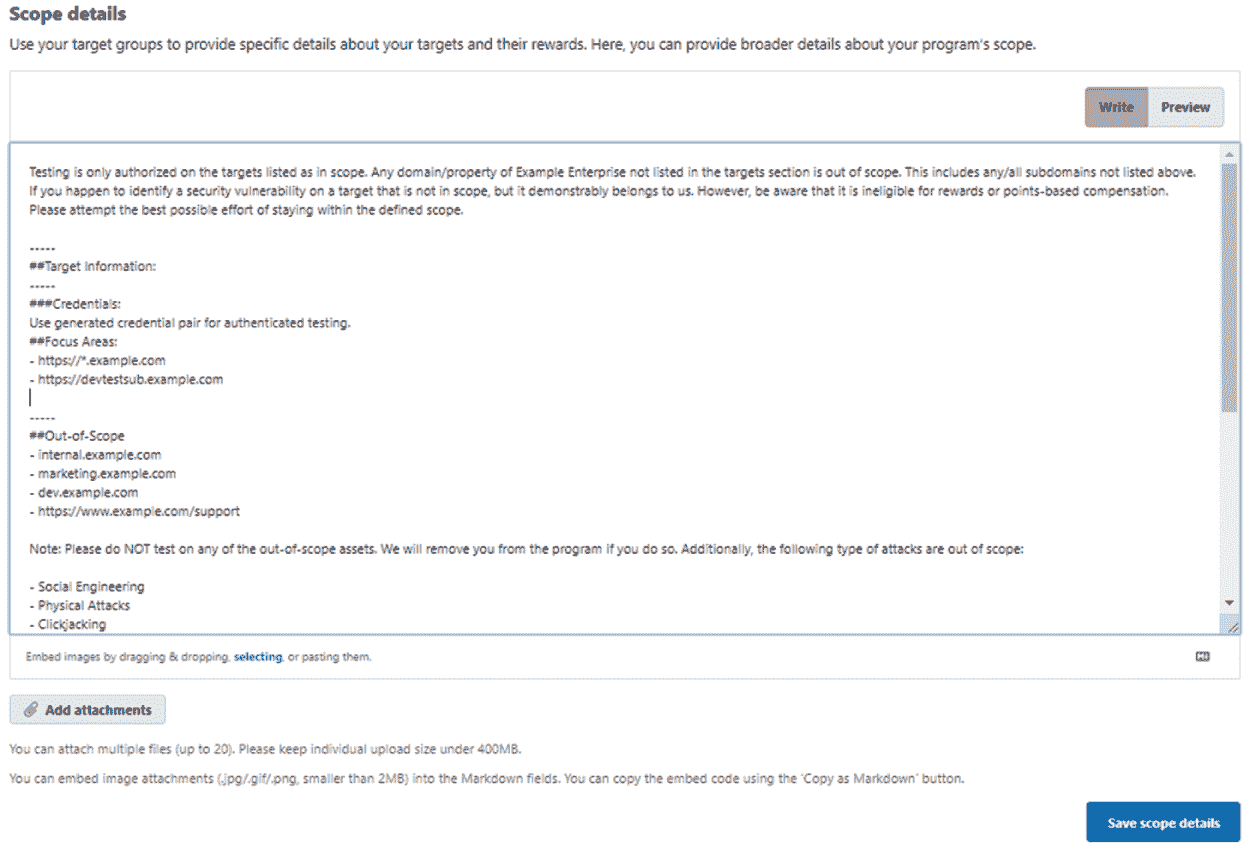 Scope details
Use your target groups to provide specific details about your targets and their rewards. Here, you can provide broader details about your program's scope.
Write
Preview
Testing is only authorized on the targets listed as in scope. Any domain/property of Example Enterprise not listed in the targets section is out of scope. This includes any/all subdomains not listed above.
If you happen to identify a security vulnerability on a target that is not in scope, but it demonstrably belongs to us. However, be aware that it is ineligible for rewards or points-based compensation.
Please attempt the best possible effort of staying within the defined scope.
-----
##Target Information:
-----
###Credentials:
Use generated credential pair for authenticated testing.
##Focus Areas:
- https://*.example.com
- https://devtestsub.example.com
-----
##Out-of-Scope
- internal.example.com
- marketing.example.com
- dev.example.com
- https://www.example.com/support
Note: Please do NOT test on any of the out-of-scope assets. We will remove you from the program if you do so. Additionally, the following type of attacks are out of scope:
- Social Engineering
- Physical Attacks
- Clickjacking
Embed images by dragging & dropping, selecting, or pasting them.
Add attachments
You can attach multiple files (up to 20). Please keep individual upload size under 400MB.
You can embed image attachments (.jpg/.gif/.png, smaller than 2MB) into the Markdown fields. You can copy the embed code using the 'Copy as Markdown' button.
Save scope details